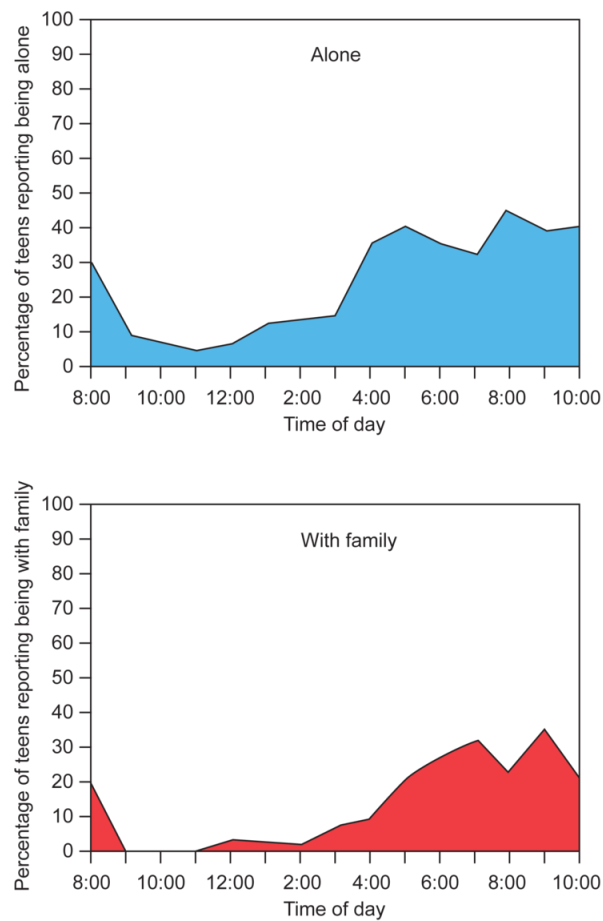 Percentage of teens reporting being alone
100
90
80
70
60
50
40
30
20
10
0
Alone
8:00 10:00 12:00 2:00 4:00 6:00 8:00 10:00
Time of day
Percentage of teens reporting being with family
100
90
80
70
60
50
40
30
20
10
0
With family
8:00 10:00 12:00 2:00 4:00 6:00 8:00 10:00
Time of day